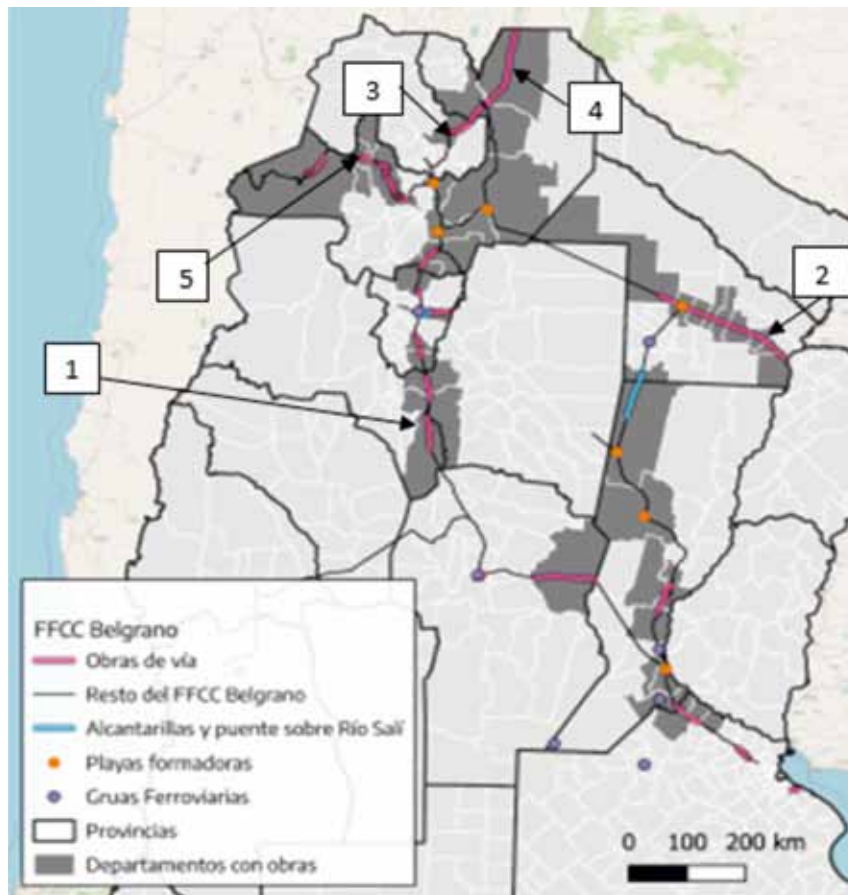 3
4
5
2
1
FFCC Belgrano
Obras de vía
Resto del FFCC Belgrano
Alcantarillas y puente sobre Río Salí
Playas formadoras
Gruas Ferroviarias
Provincias
Departamentos con obras
0 100 200 km